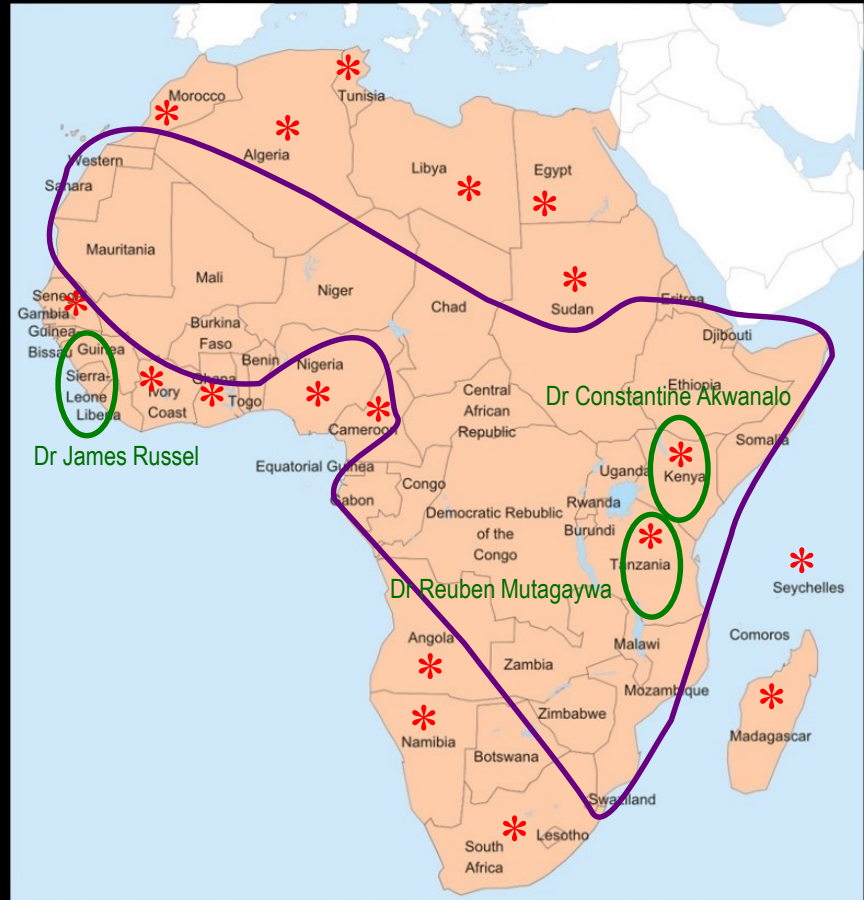 Morocco
Tunisia
Algeria
Western
Sahara
Libya
Egypt
Mauritania
Mali
Niger
Chad
Sudan
Eritrea
Senegal
Gambia
Guinea-
Bissau
Guinea
Burkina
Faso
Benin
Nigeria
Djibouti
Sierra-
Leone
Liberia
Ivory
Coast
Ghana
Togo
Cameroon
Central
African
Republic
Ethiopia
Dr Constantine Akwanalo
Somalia
Dr James Russel
Equatorial Guinea
Gabon
Congo
Democratic Republic
of the
Congo
Uganda
Kenya
Rwanda
Burundi
Tanzania
Dr Reuben Mutagaywa
Seychelles
Comoros
Angola
Zambia
Malawi
Mozambique
Madagascar
Namibia
Zimbabwe
Botswana
Swaziland
South
Africa
Lesotho